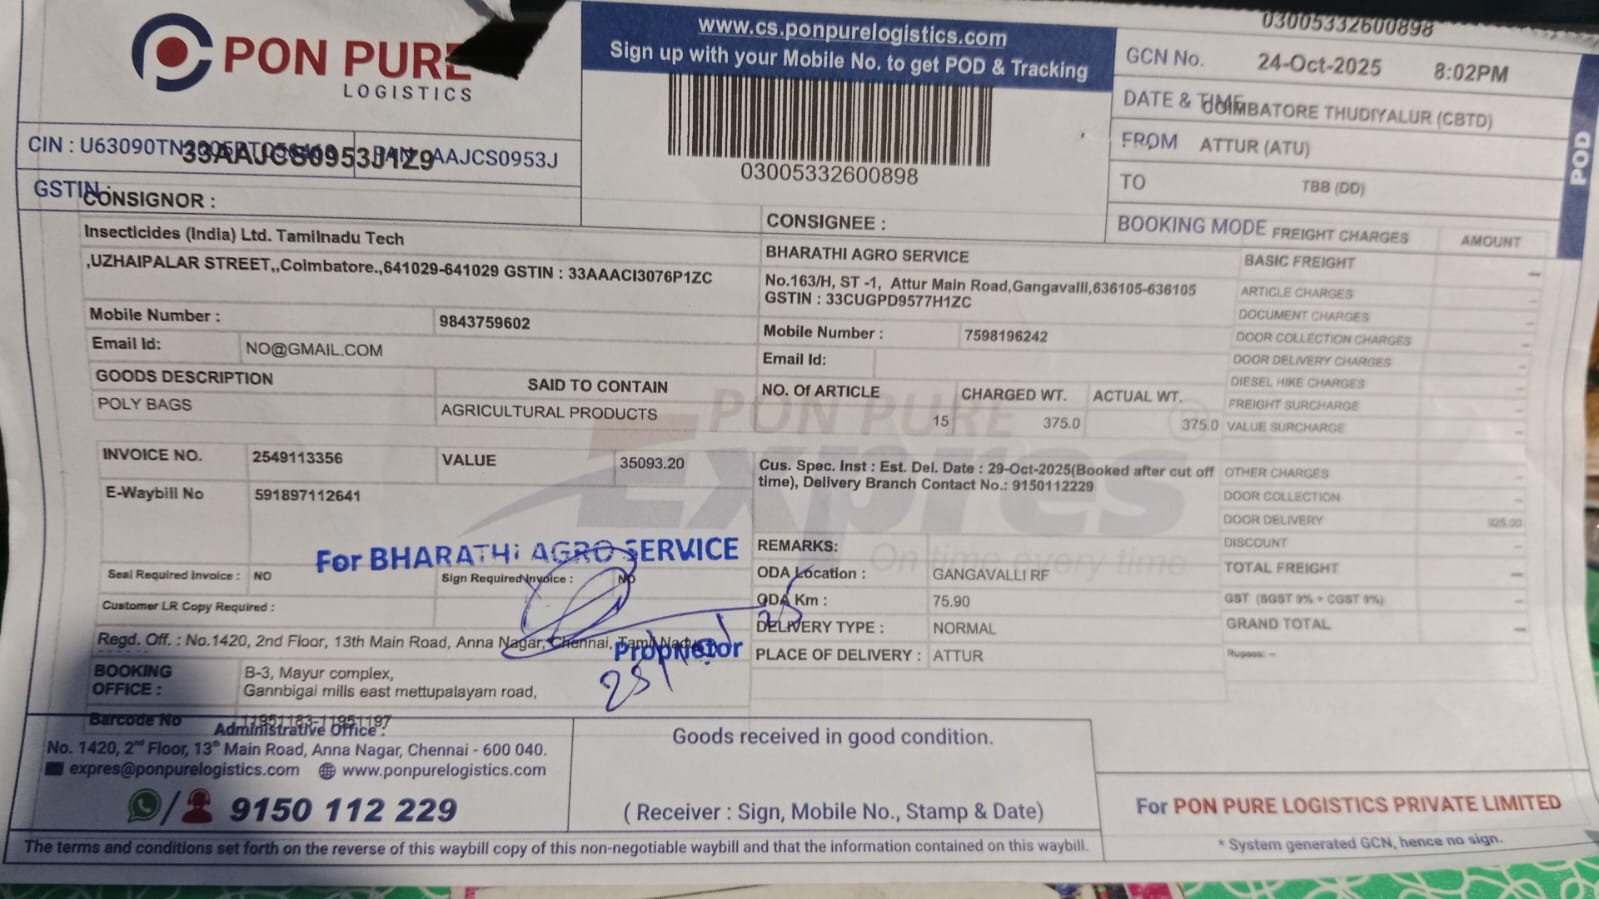 PON PURE
LOGISTICS
www.cs.ponpurelogistics.com
Sign up with your Mobile No. to get POD & Tracking
03005332600898
03005332600898
GCN No.
24-Oct-2025 8:02PM
DATE & TIME
COIMBATORE THUDIYALUR (CBTD)
FROM ATTUR (ATU)
TO TBB (DD)
BOOKING MODE
POD
CIN : U63090TN
33AAJCS0953J1Z9
AAJCS0953J
GSTIN :
CONSIGNOR :
Insecticides (India) Ltd. Tamilnadu Tech
,UZHAIPALAR STREET,,Coimbatore.,641029-641029 GSTIN : 33AAACI3076P1ZC
Mobile Number : 9843759602
Email Id: NO@GMAIL.COM
GOODS DESCRIPTION SAID TO CONTAIN
POLY BAGS AGRICULTURAL PRODUCTS
INVOICE NO. 2549113356 VALUE 35093.20
E-Waybill No 591897112641
For BHARATHI AGRO SERVICE
Seal Required Invoice : NO Sign Required Invoice : NO
Customer LR Copy Required :
Regd. Off. : No.1420, 2nd Floor, 13th Main Road, Anna Nagar, Chennai, Tamil Nadu
Proprietor
BOOKING OFFICE : B-3, Mayur complex,
Gannbigai mills east mettupalayam road,
Barcode No 11951183-11951197
CONSIGNEE :
BHARATHI AGRO SERVICE
No.163/H, ST -1, Attur Main Road,Gangavalli,636105-636105
GSTIN : 33CUGPD9577H1ZC
Mobile Number : 7598196242
Email Id:
NO. Of ARTICLE CHARGED WT. ACTUAL WT.
15 375.0 375.0
PON PURE
Expres
On time every time
Cus. Spec. Inst : Est. Del. Date : 29-Oct-2025(Booked after cut off
time), Delivery Branch Contact No.: 9150112229
REMARKS:
ODA Location : GANGAVALLI RF
ODA Km : 75.90
DELIVERY TYPE : NORMAL
PLACE OF DELIVERY : ATTUR
FREIGHT CHARGES AMOUNT
BASIC FREIGHT
ARTICLE CHARGES
DOCUMENT CHARGES
DOOR COLLECTION CHARGES
DOOR DELIVERY CHARGES
DIESEL HIKE CHARGES
FREIGHT SURCHARGE
VALUE SURCHARGE
OTHER CHARGES
DOOR COLLECTION
DOOR DELIVERY
DISCOUNT
TOTAL FREIGHT
GST (SGST 9% + CGST 9%)
GRAND TOTAL
Rupees: --
Administrative Office :
No. 1420, 2nd Floor, 13th Main Road, Anna Nagar, Chennai - 600 040.
expres@ponpurelogistics.com www.ponpurelogistics.com
9150 112 229
Goods received in good condition.
( Receiver : Sign, Mobile No., Stamp & Date)
For PON PURE LOGISTICS PRIVATE LIMITED
* System generated GCN, hence no sign.
The terms and conditions set forth on the reverse of this waybill copy of this non-negotiable waybill and that the information contained on this waybill.